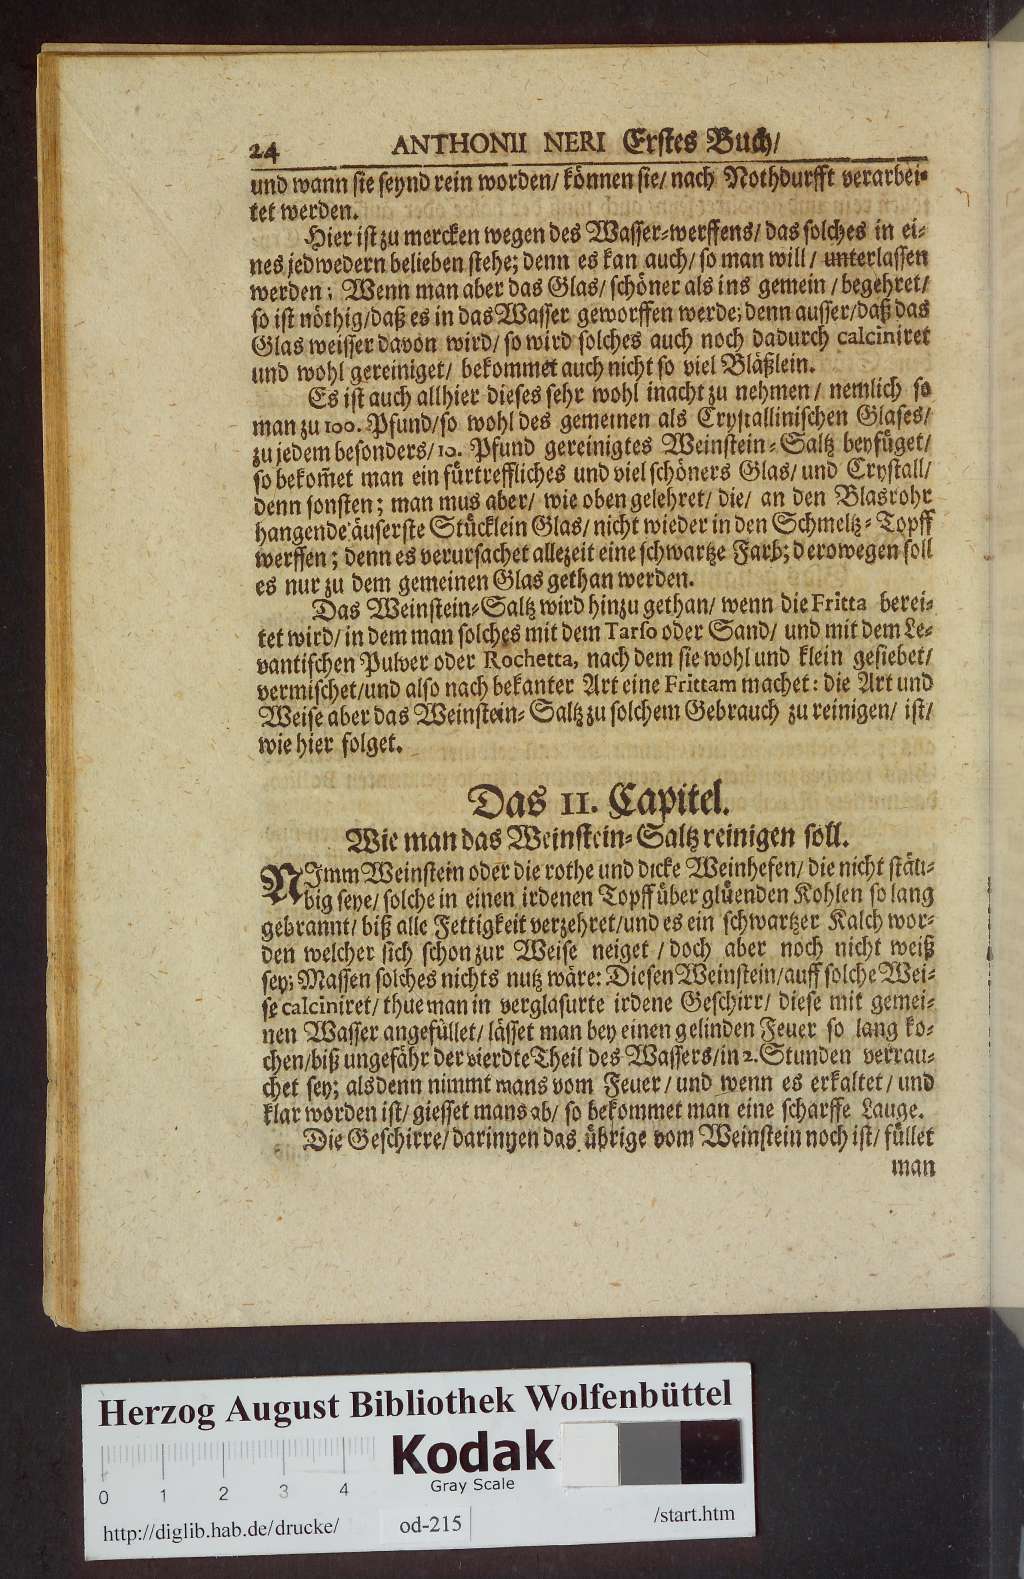 24 ANTHONII NERI Erstes Buch/
und wann sie seynd rein worden/ können sie/ nach Nothdurfft verarbei-
tet werden.
Hier ist zu mercken wegen des Wasser-werffens/ das solches in ei-
nes jedwedern belieben stehe; denn es kan auch/ so man will/ unterlassen
werden: Wenn man aber das Glas/ schöner als ins gemein/ begehret/
so ist nöthig/ daß es in das Wasser geworffen werde; denn ausser/ daß das
Glas weisser davon wird/ so wird solches auch noch dadurch calciniret
und wohl gereiniget/ bekommet auch nicht so viel Bläßlein.
Es ist auch allhier dieses sehr wohl inacht zu nehmen/ nemlich so
man zu 100. Pfund/ so wohl des gemeinen als Crystallinischen Glases/
zu jedem besonders/ 10. Pfund gereinigtes Weinstein-Saltz beyfüget/
so bekom̃et man ein fürtreffliches und viel schöners Glas/ und Crystall/
denn sonsten; man mus aber/ wie oben gelehret/ die/ an den Blasrohr
hangende äuserste Stücklein Glas/ nicht wieder in den Schmeltz-Topff
werffen; denn es verursachet allezeit eine schwartze Farb; derowegen soll
es nur zu dem gemeinen Glas gethan werden.
Das Weinstein-Saltz wird hinzu gethan/ wenn die Fritta berei-
tet wird/ in dem man solches mit dem Tarso oder Sand/ und mit dem Le-
vantischen Pulver oder Rochetta, nach dem sie wohl und klein gesiebet/
vermischet/ und also nach bekanter Art eine Frittam machet: die Art und
Weise aber das Weinstein-Saltz zu solchem Gebrauch zu reinigen/ ist/
wie hier folget.
Das 11. Capitel.
Wie man das Weinstein-Saltz reinigen soll.
NImm Weinstein oder die rothe und dicke Weinhefen/ die nicht stäu-
big seye/ solche in einen irdenen Topff über glüenden Kohlen so lang
gebrannt/ biß alle Fettigkeit verzehret/ und es ein schwartzer Kalch wor-
den welcher sich schon zur Weise neiget/ doch aber noch nicht weiß
sey; Massen solches nichts nutz wäre: Diesen Weinstein/ auff solche Wei-
se calciniret/ thue man in verglasurte irdene Geschirr/ diese mit gemei-
nen Wasser angefüllet/ lässet man bey einen gelinden Feuer so lang ko-
chen/ biß ungefähr der vierdte Theil des Wassers/ in 2. Stunden verrau-
chet sey; alsdenn nimmt mans vom Feuer/ und wenn es erkaltet/ und
klar worden ist/ giesset mans ab/ so bekommet man eine scharffe Lauge.
Die Geschirre/ daringen das übrige vom Weinstein noch ist/ füllet
man
Herzog August Bibliothek Wolfenbüttel
Kodak
Gray Scale
0 1 2 3 4
http://diglib.hab.de/drucke/ od-215 /start.htm